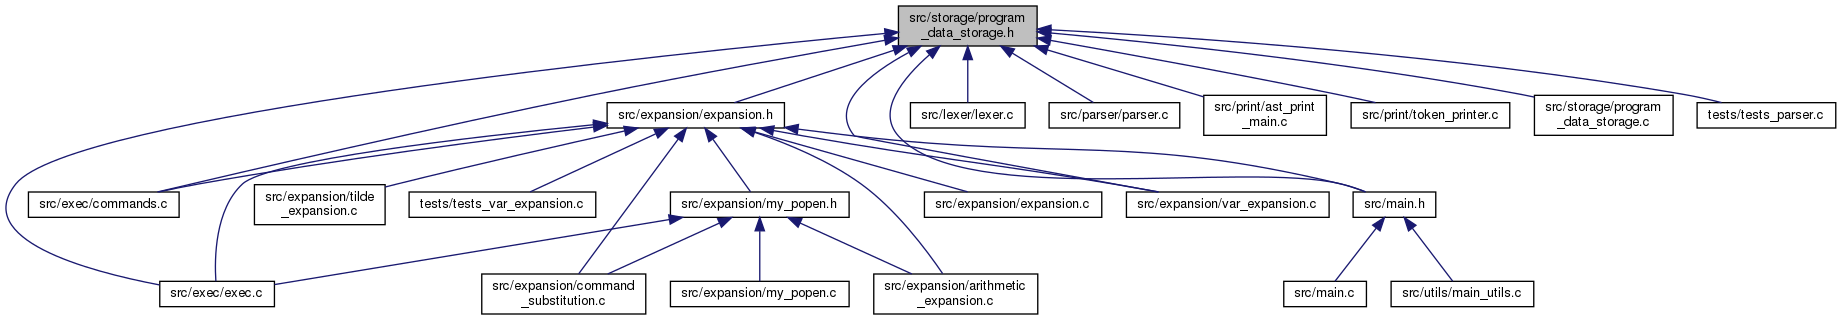 src/storage/program
_data_storage.h
src/expansion/expansion.h
src/lexer/lexer.c
src/parser/parser.c
src/print/ast_print
_main.c
src/print/token_printer.c
src/storage/program
_data_storage.c
tests/tests_parser.c
src/exec/commands.c
src/expansion/tilde
_expansion.c
tests/tests_var_expansion.c
src/expansion/my_popen.h
src/expansion/expansion.c
src/expansion/var_expansion.c
src/main.h
src/exec/exec.c
src/expansion/command
_substitution.c
src/expansion/my_popen.c
src/expansion/arithmetic
_expansion.c
src/main.c
src/utils/main_utils.c